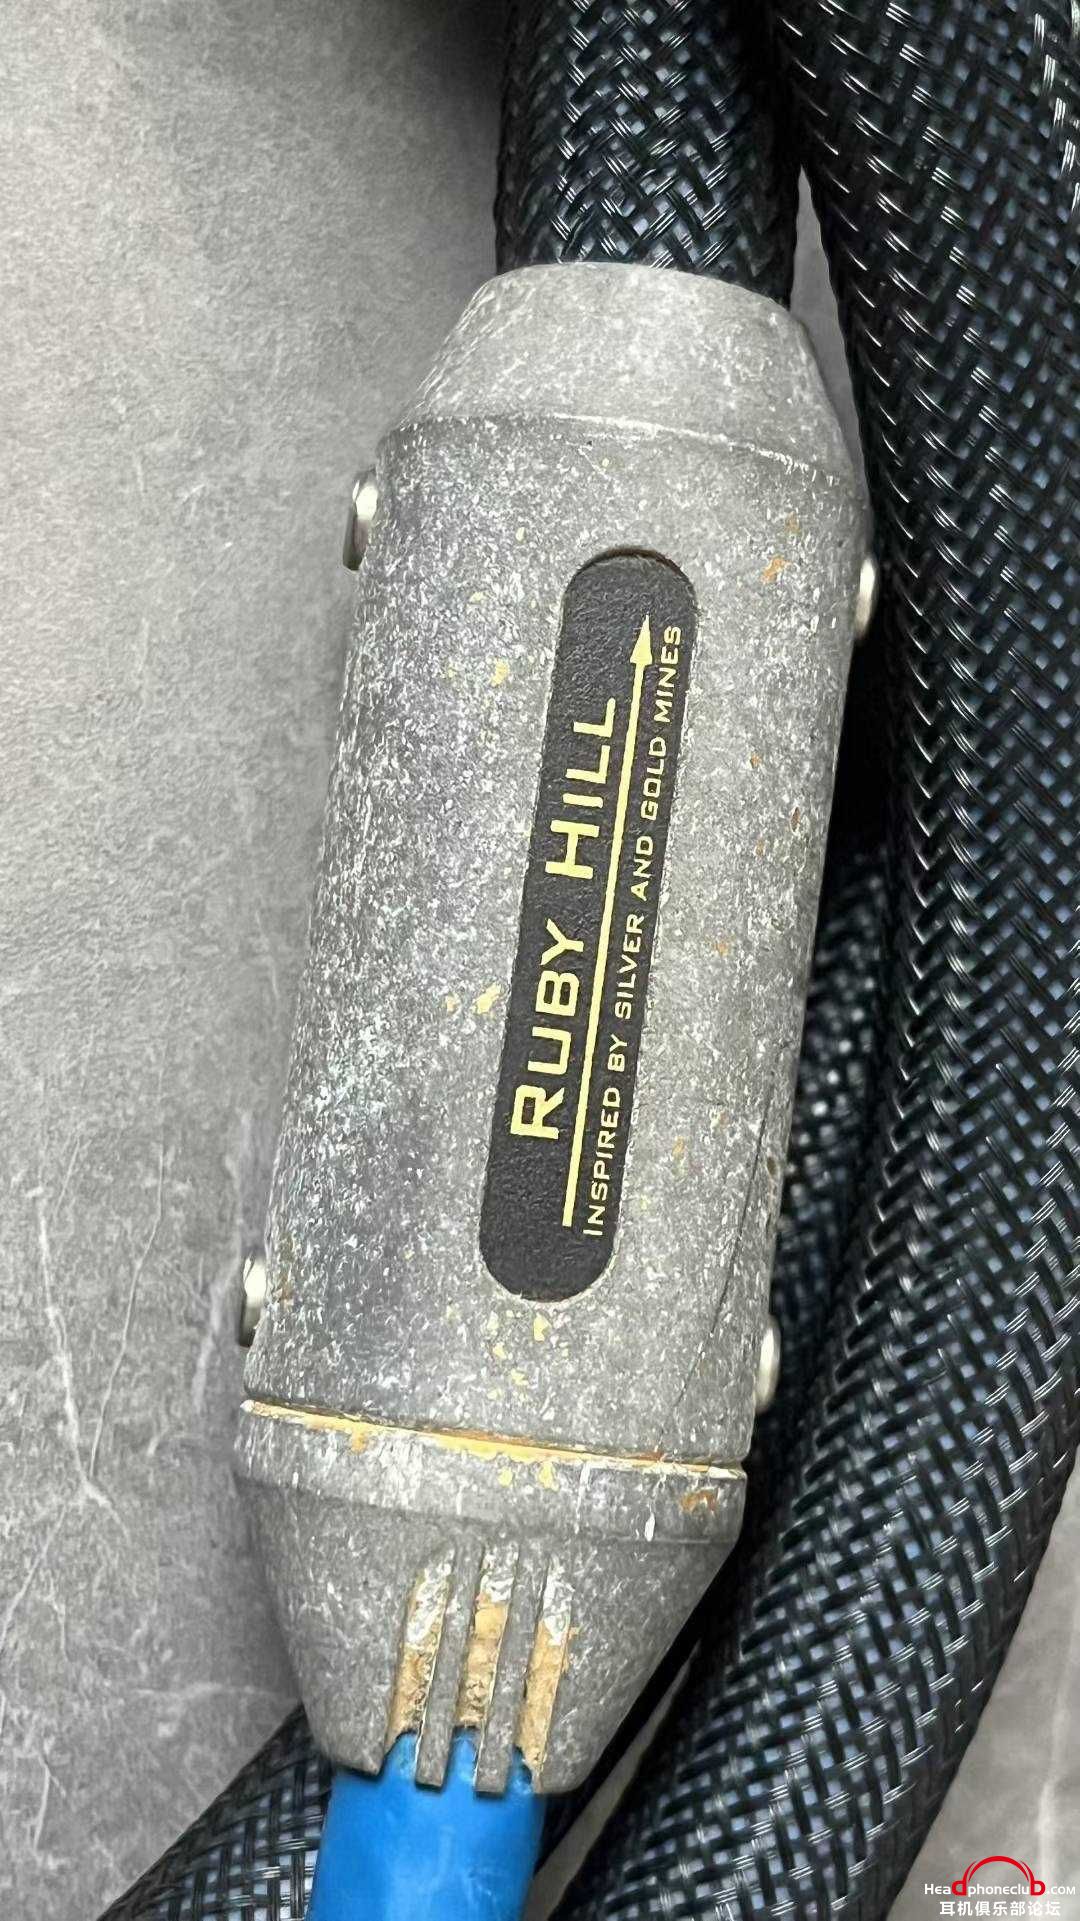 RUBY HILL
INSPIRED BY SILVER AND GOLD MINES
Headphoneclub.com
耳机俱乐部论坛